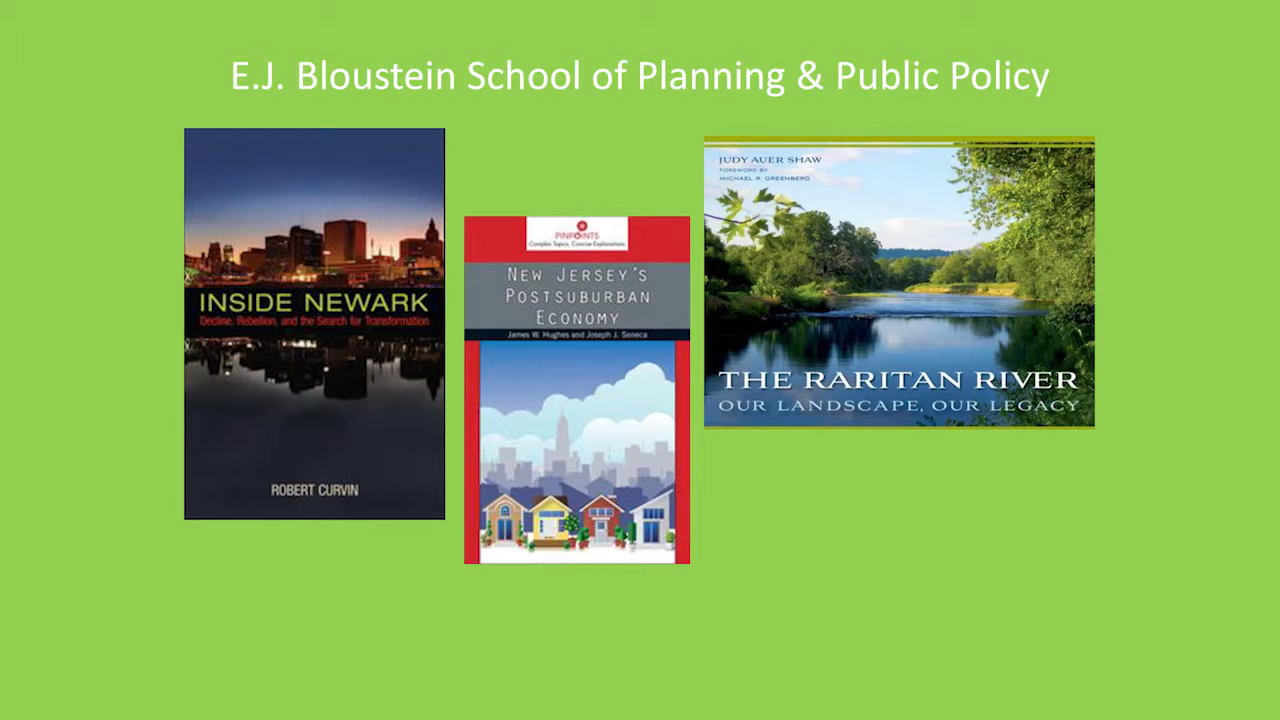 E.J. Bloustein School of Planning & Public Policy
INSIDE NEWARK
Decline, Rebellion, and the Search for Transformation
ROBERT CURVIN
PINPOINTS
Complex Topics, Concise Explanations
NEW JERSEY'S
POSTSUBURBAN
ECONOMY
James W. Hughes and Joseph J. Seneca
JUDY AUER SHAW
FOREWORD BY
MICHAEL R. GREENBERG
THE RARITAN RIVER
OUR LANDSCAPE, OUR LEGACY